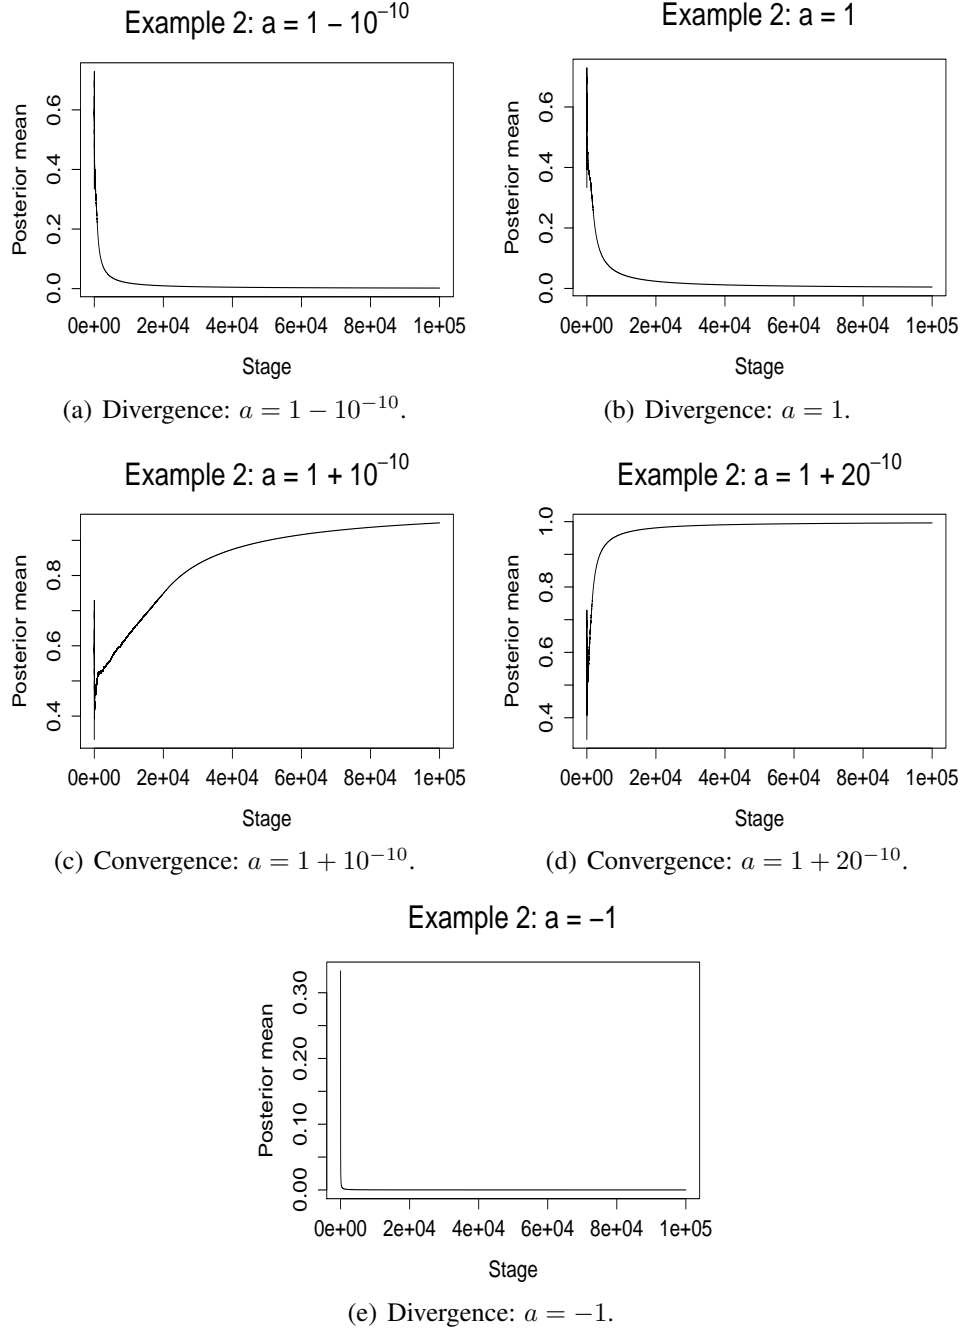 Example 2: a = 1 − 10⁻¹⁰
Posterior mean
0.0 0.2 0.4 0.6
0e+00 2e+04 4e+04 6e+04 8e+04 1e+05
Stage
(a) Divergence: a = 1 − 10⁻¹⁰.
Example 2: a = 1
Posterior mean
0.0 0.2 0.4 0.6
0e+00 2e+04 4e+04 6e+04 8e+04 1e+05
Stage
(b) Divergence: a = 1.
Example 2: a = 1 + 10⁻¹⁰
Posterior mean
0.4 0.6 0.8
0e+00 2e+04 4e+04 6e+04 8e+04 1e+05
Stage
(c) Convergence: a = 1 + 10⁻¹⁰.
Example 2: a = 1 + 20⁻¹⁰
Posterior mean
0.4 0.6 0.8 1.0
0e+00 2e+04 4e+04 6e+04 8e+04 1e+05
Stage
(d) Convergence: a = 1 + 20⁻¹⁰.
Example 2: a = −1
Posterior mean
0.00 0.10 0.20 0.30
0e+00 2e+04 4e+04 6e+04 8e+04 1e+05
Stage
(e) Divergence: a = −1.